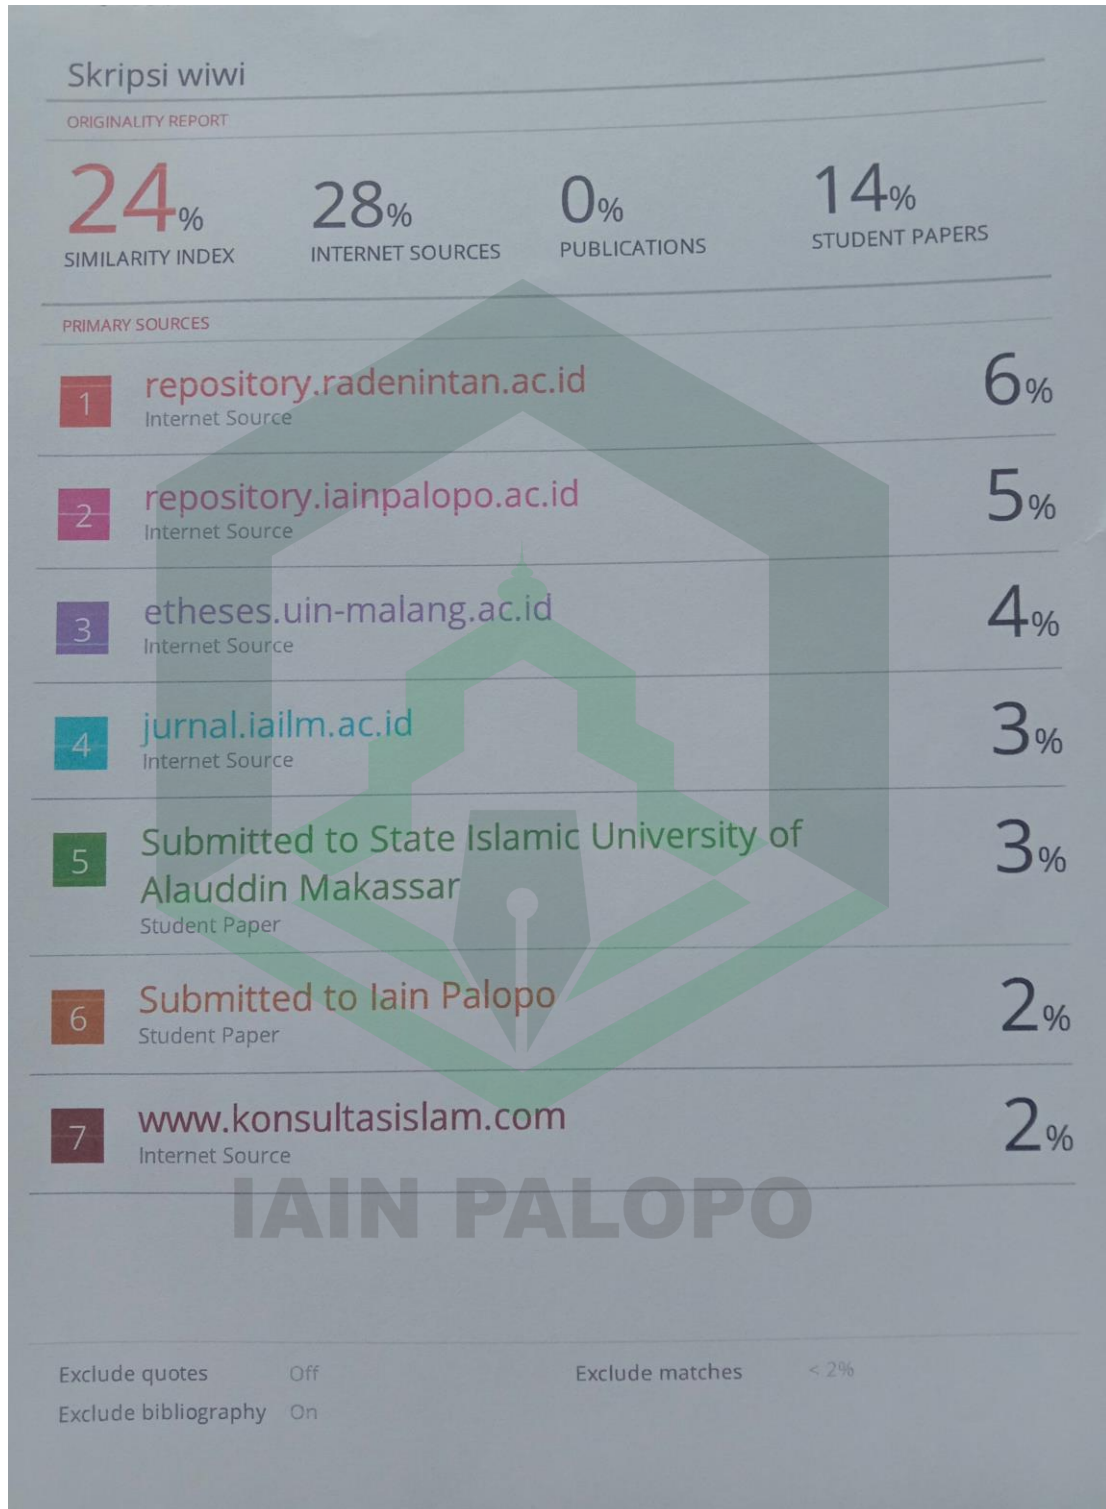 Skripsi wiwi
ORIGINALITY REPORT
24% 28% 0% 14%
SIMILARITY INDEX INTERNET SOURCES PUBLICATIONS STUDENT PAPERS
PRIMARY SOURCES
1 repository.radenintan.ac.id 6%
Internet Source
2 repository.iainpalopo.ac.id 5%
Internet Source
3 etheses.uin-malang.ac.id 4%
Internet Source
4 jurnal.iailm.ac.id 3%
Internet Source
5 Submitted to State Islamic University of 3%
Alauddin Makassar
Student Paper
6 Submitted to Iain Palopo 2%
Student Paper
7 www.konsultasislam.com 2%
Internet Source
IAIN PALOPO
Exclude quotes Off Exclude matches < 2%
Exclude bibliography On